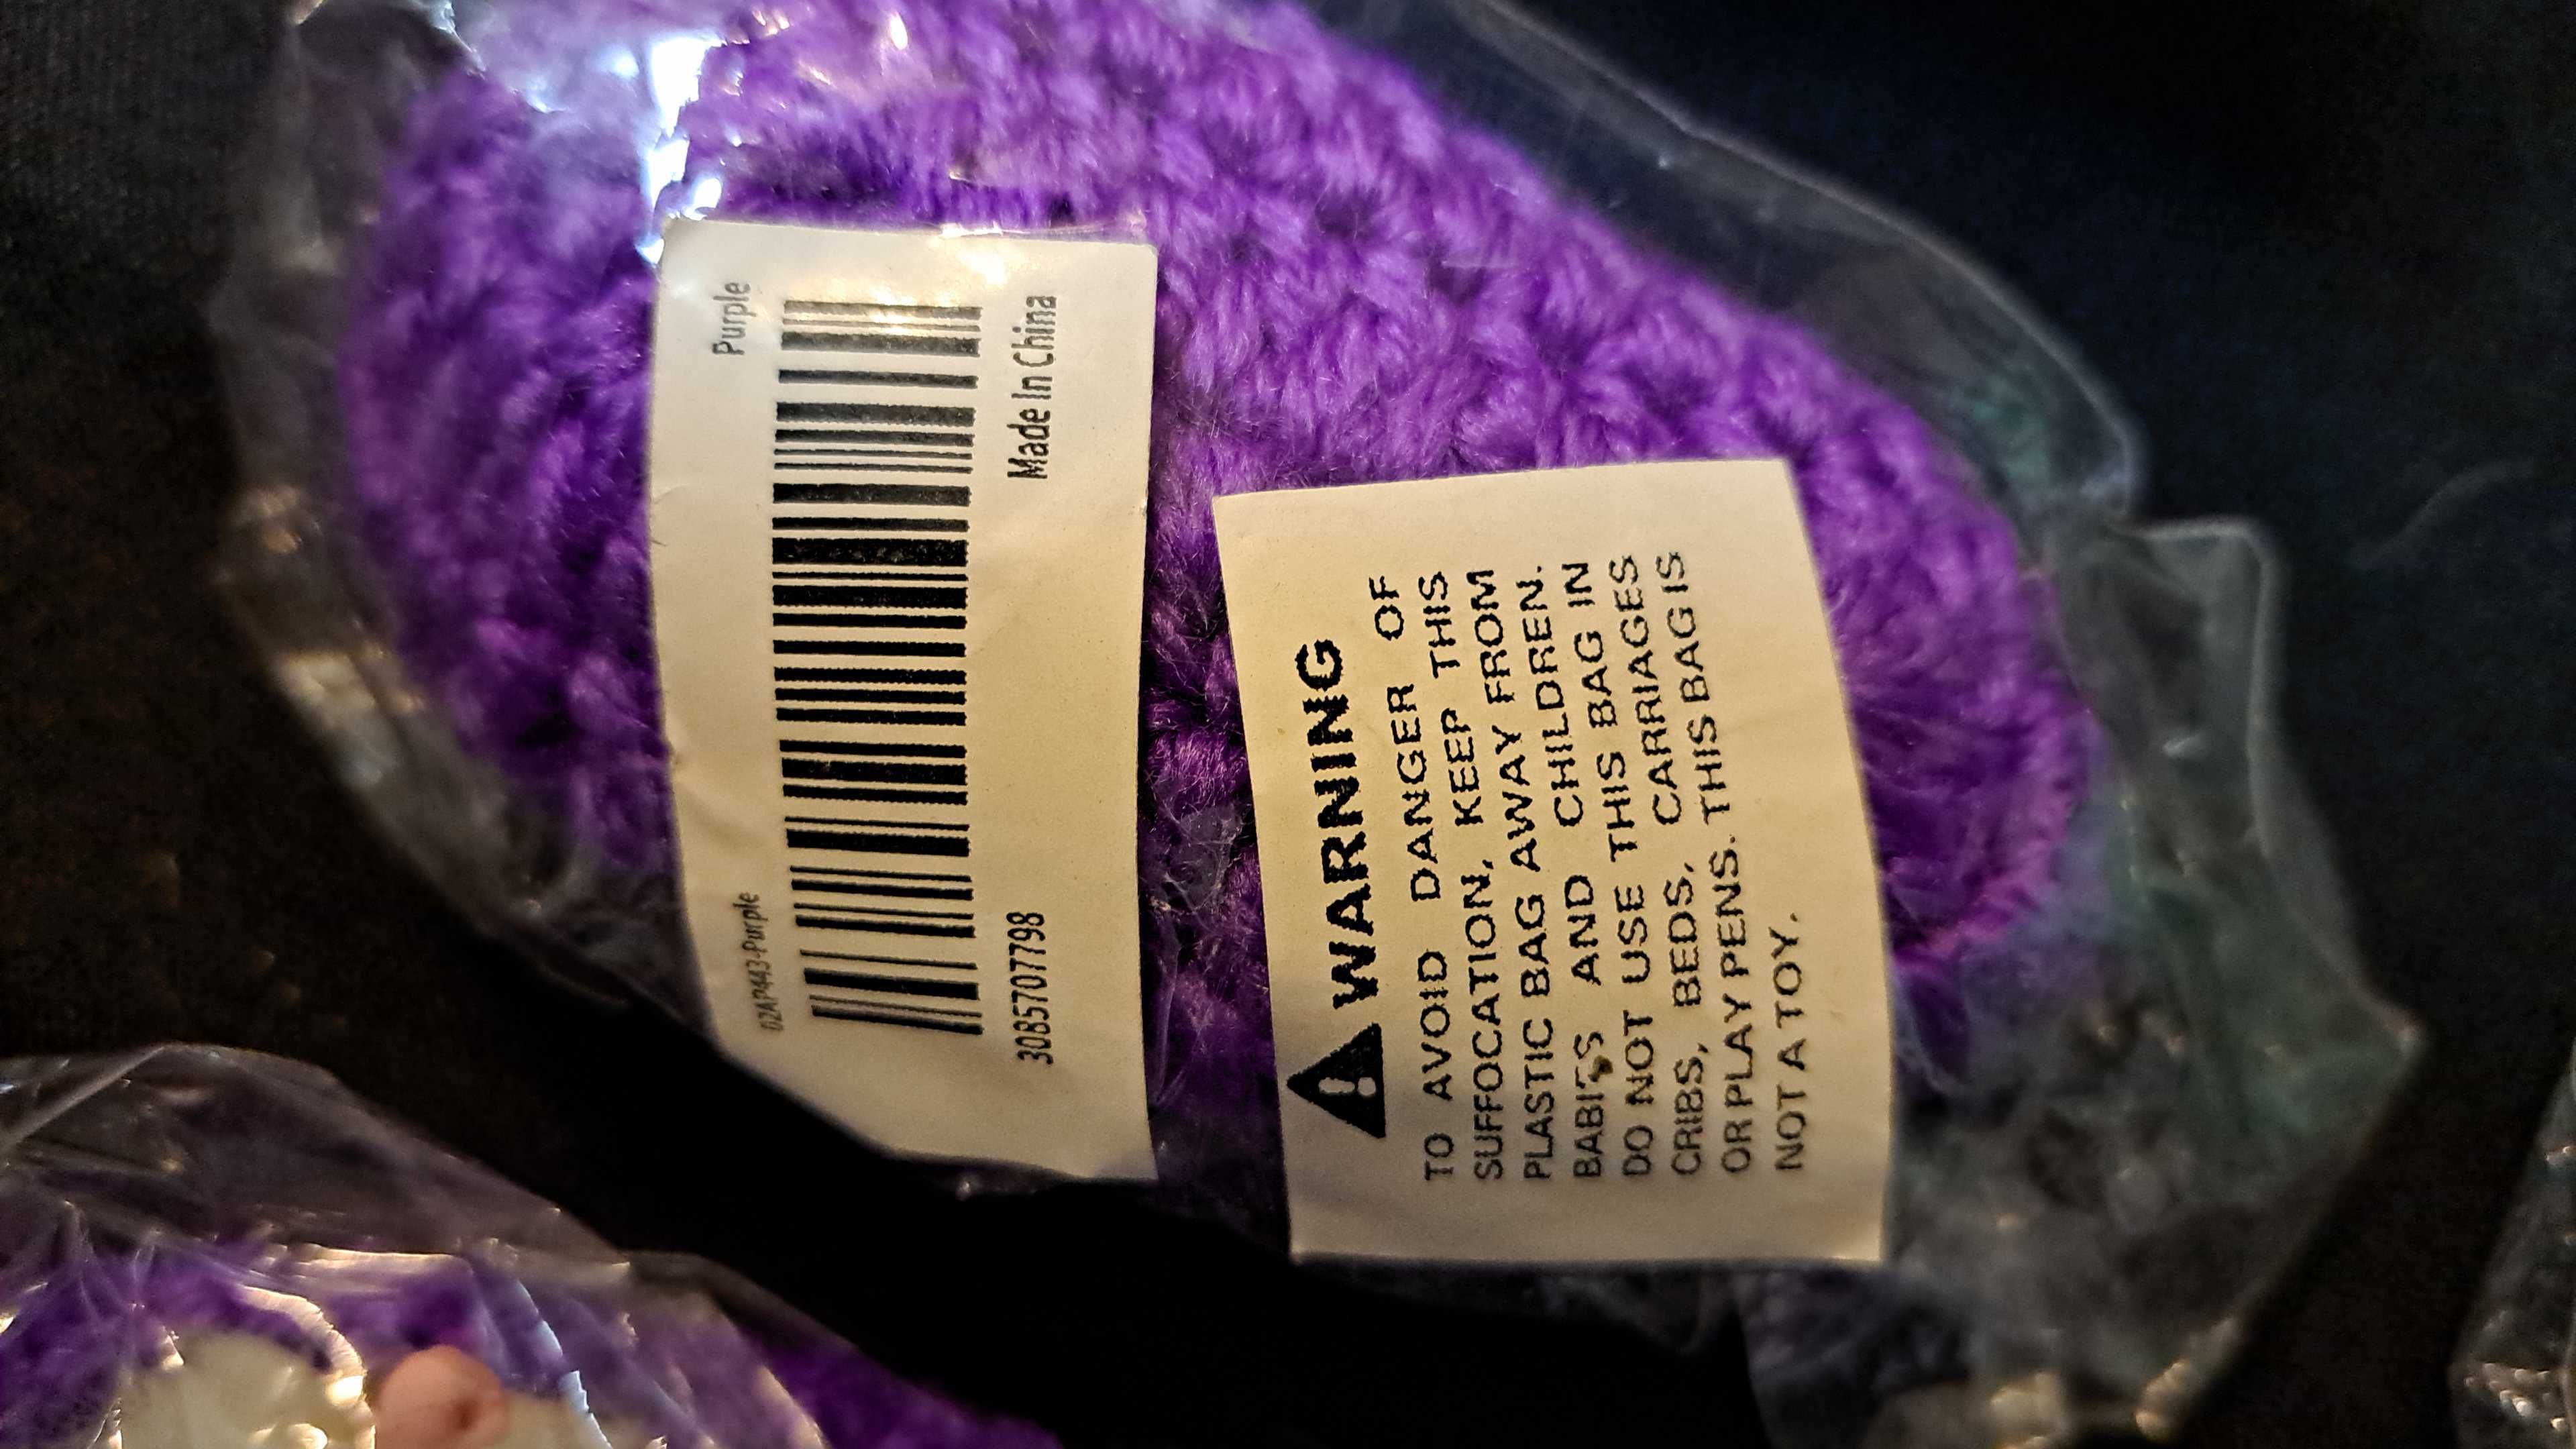 02AP443-Purple Purple
3085707798 Made In China
WARNING
TO AVOID DANGER OF
SUFFOCATION, KEEP THIS
PLASTIC BAG AWAY FROM
BABIES AND CHILDREN.
DO NOT USE THIS BAG IN
CRIBS, BEDS, CARRIAGES
OR PLAY PENS. THIS BAG IS
NOT A TOY.